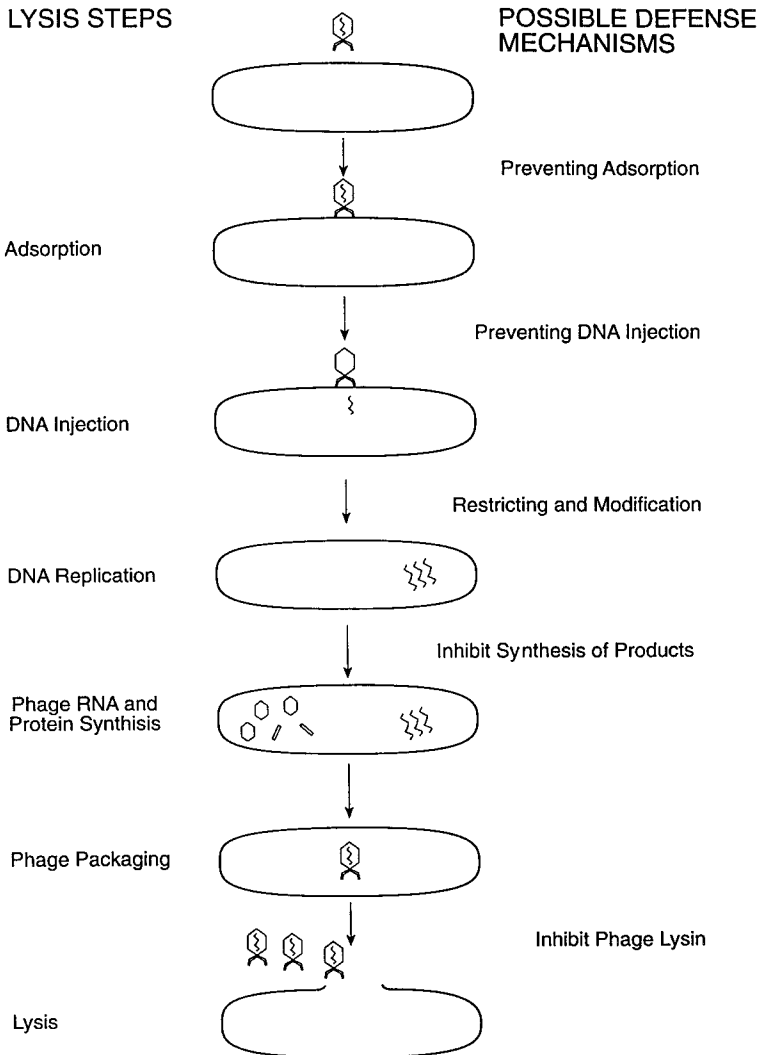 LYSIS STEPS
POSSIBLE DEFENSE
MECHANISMS
Preventing Adsorption
Adsorption
Preventing DNA Injection
DNA Injection
Restricting and Modification
DNA Replication
Inhibit Synthesis of Products
Phage RNA and
Protein Synthisis
Phage Packaging
Inhibit Phage Lysin
Lysis